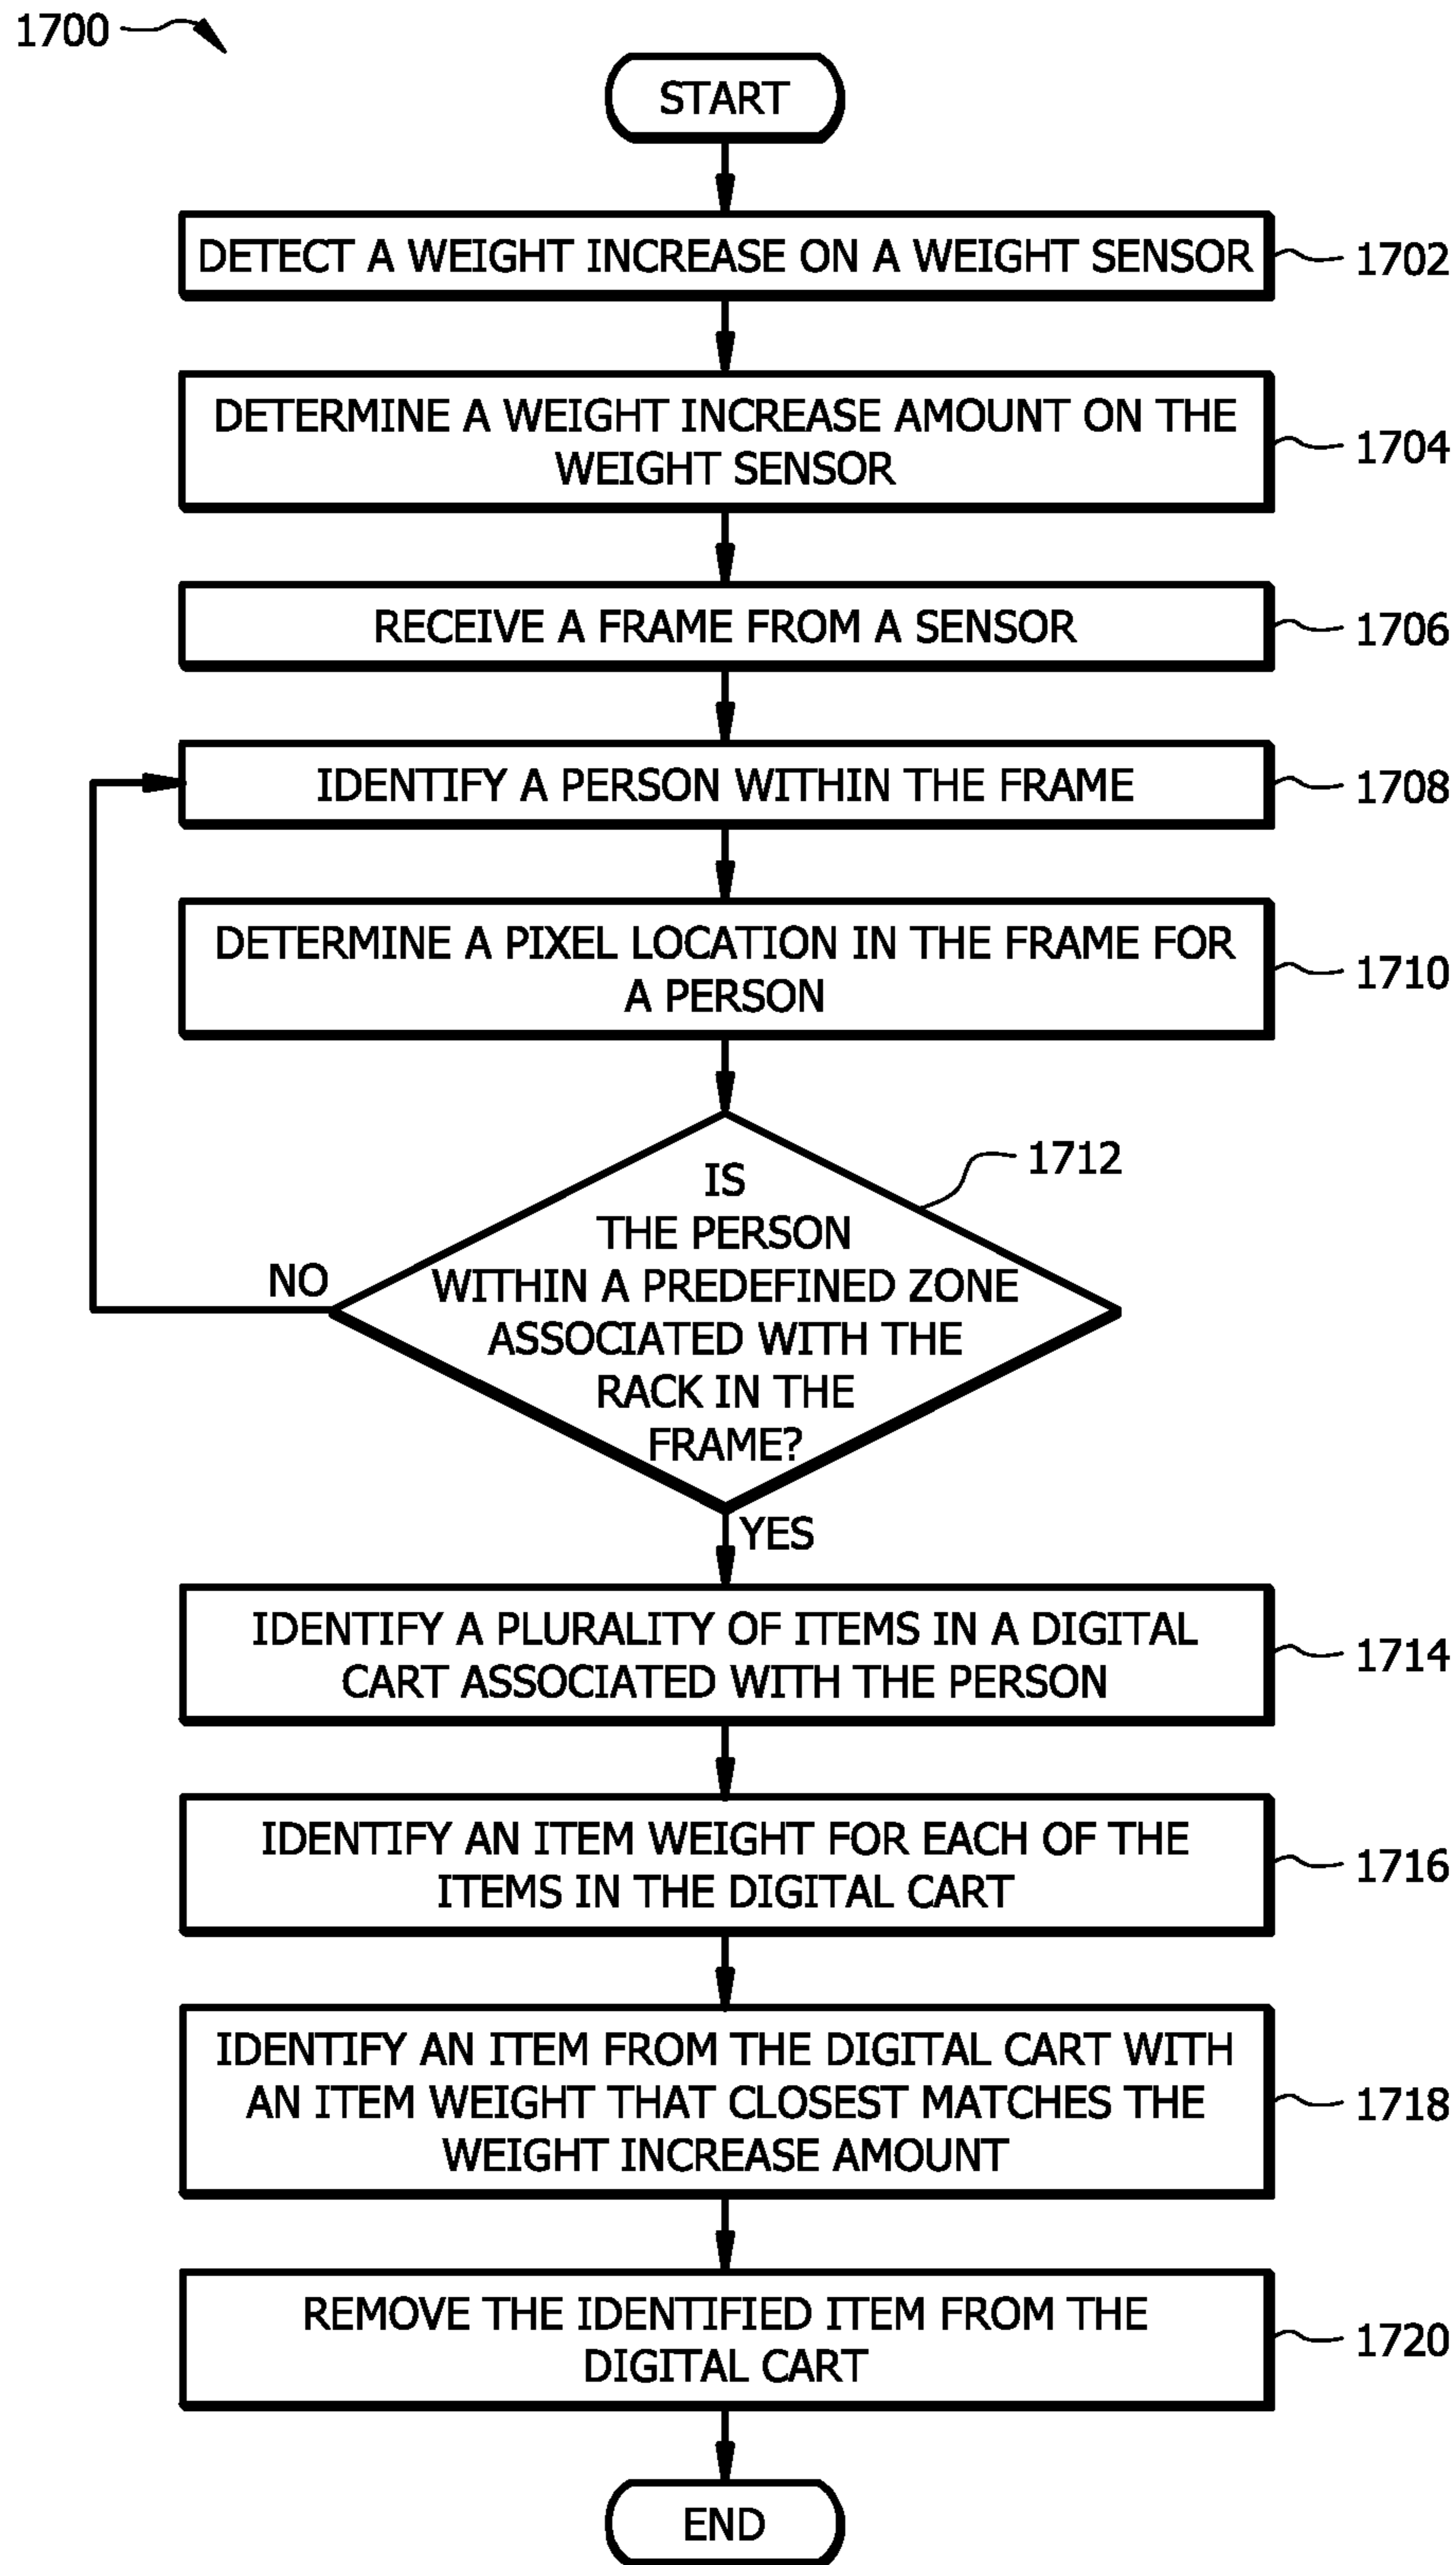 1700
START
DETECT A WEIGHT INCREASE ON A WEIGHT SENSOR
1702
DETERMINE A WEIGHT INCREASE AMOUNT ON THE
WEIGHT SENSOR
1704
RECEIVE A FRAME FROM A SENSOR
1706
IDENTIFY A PERSON WITHIN THE FRAME
1708
DETERMINE A PIXEL LOCATION IN THE FRAME FOR
A PERSON
1710
1712
IS
THE PERSON
WITHIN A PREDEFINED ZONE
ASSOCIATED WITH THE
RACK IN THE
FRAME?
NO
YES
IDENTIFY A PLURALITY OF ITEMS IN A DIGITAL
CART ASSOCIATED WITH THE PERSON
1714
IDENTIFY AN ITEM WEIGHT FOR EACH OF THE
ITEMS IN THE DIGITAL CART
1716
IDENTIFY AN ITEM FROM THE DIGITAL CART WITH
AN ITEM WEIGHT THAT CLOSEST MATCHES THE
WEIGHT INCREASE AMOUNT
1718
REMOVE THE IDENTIFIED ITEM FROM THE
DIGITAL CART
1720
END